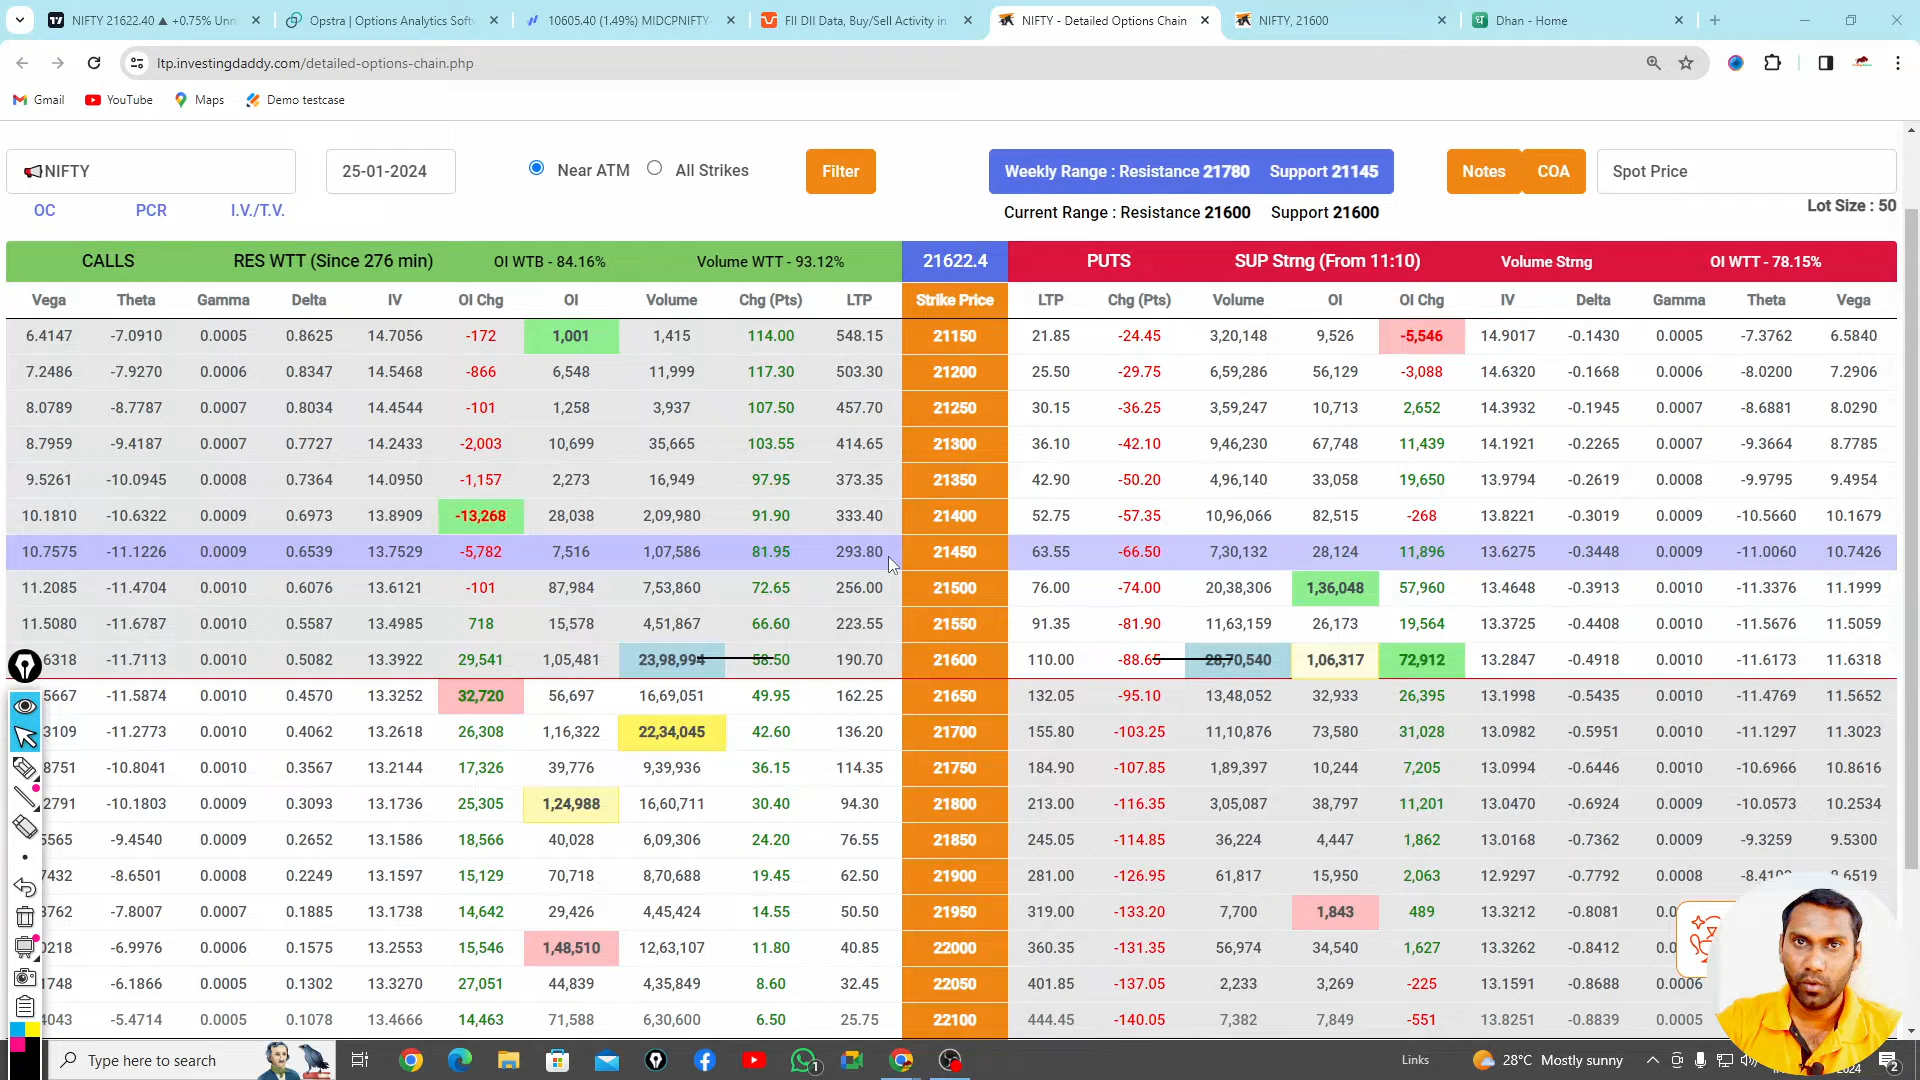 NIFTY 21622.40 ▲ +0.75% Unn
Opstra | Options Analytics Soft
10605.40 (1.49%) MIDCPNIFTY
FII DII Data, Buy/Sell Activity in
NIFTY - Detailed Options Chain
NIFTY, 21600
Dhan - Home
ltp.investingdaddy.com/detailed-options-chain.php
Gmail YouTube Maps Demo testcase
NIFTY 25-01-2024 Near ATM All Strikes Filter Weekly Range : Resistance 21780 Support 21145 Notes COA Spot Price
OC PCR I.V./T.V. Current Range : Resistance 21600 Support 21600 Lot Size : 50
CALLS RES WTT (Since 276 min) OI WTB - 84.16% Volume WTT - 93.12% 21622.4 PUTS SUP Strng (From 11:10) Volume Strng OI WTT - 78.15%
Vega Theta Gamma Delta IV OI Chg OI Volume Chg (Pts) LTP Strike Price LTP Chg (Pts) Volume OI OI Chg IV Delta Gamma Theta Vega
6.4147 -7.0910 0.0005 0.8625 14.7056 -172 1,001 1,415 114.00 548.15 21150 21.85 -24.45 3,20,148 9,526 -5,546 14.9017 -0.1430 0.0005 -7.3762 6.5840
7.2486 -7.9270 0.0006 0.8347 14.5468 -866 6,548 11,999 117.30 503.30 21200 25.50 -29.75 6,59,286 56,129 -3,088 14.6320 -0.1668 0.0006 -8.0200 7.2906
8.0789 -8.7787 0.0007 0.8034 14.4544 -101 1,258 3,937 107.50 457.70 21250 30.15 -36.25 3,59,247 10,713 2,652 14.3932 -0.1945 0.0007 -8.6881 8.0290
8.7959 -9.4187 0.0007 0.7727 14.2433 -2,003 10,699 35,665 103.55 414.65 21300 36.10 -42.10 9,46,230 67,748 11,439 14.1921 -0.2265 0.0007 -9.3664 8.7785
9.5261 -10.0945 0.0008 0.7364 14.0950 -1,157 2,273 16,949 97.95 373.35 21350 42.90 -50.20 4,96,140 33,058 19,650 13.9794 -0.2619 0.0008 -9.9795 9.4954
10.1810 -10.6322 0.0009 0.6973 13.8909 -13,268 28,038 2,09,980 91.90 333.40 21400 52.75 -57.35 10,96,066 82,515 -268 13.8221 -0.3019 0.0009 -10.5660 10.1679
10.7575 -11.1226 0.0009 0.6539 13.7529 -5,782 7,516 1,07,586 81.95 293.80 21450 63.55 -66.50 7,30,132 28,124 11,896 13.6275 -0.3448 0.0009 -11.0060 10.7426
11.2085 -11.4704 0.0010 0.6076 13.6121 -101 87,984 7,53,860 72.65 256.00 21500 76.00 -74.00 20,38,306 1,36,048 57,960 13.4648 -0.3913 0.0010 -11.3376 11.1999
11.5080 -11.6787 0.0010 0.5587 13.4985 718 15,578 4,51,867 66.60 223.55 21550 91.35 -81.90 11,63,159 26,173 19,564 13.3725 -0.4408 0.0010 -11.5676 11.5059
6318 -11.7113 0.0010 0.5082 13.3922 29,541 1,05,481 23,98,994 58.50 190.70 21600 110.00 -88.65 28,70,540 1,06,317 72,912 13.2847 -0.4918 0.0010 -11.6173 11.6318
5667 -11.5874 0.0010 0.4570 13.3252 32,720 56,697 16,69,051 49.95 162.25 21650 132.05 -95.10 13,48,052 32,933 26,395 13.1998 -0.5435 0.0010 -11.4769 11.5652
3109 -11.2773 0.0010 0.4062 13.2618 26,308 1,16,322 22,34,045 42.60 136.20 21700 155.80 -103.25 11,10,876 73,580 31,028 13.0982 -0.5951 0.0010 -11.1297 11.3023
8751 -10.8041 0.0010 0.3567 13.2144 17,326 39,776 9,39,936 36.15 114.35 21750 184.90 -107.85 1,89,397 10,244 7,205 13.0994 -0.6446 0.0010 -10.6966 10.8616
2791 -10.1803 0.0009 0.3093 13.1736 25,305 1,24,988 16,60,711 30.40 94.30 21800 213.00 -116.35 3,05,087 38,797 11,201 13.0470 -0.6924 0.0009 -10.0573 10.2534
5565 -9.4540 0.0009 0.2652 13.1586 18,566 40,028 6,09,306 24.20 76.55 21850 245.05 -114.85 36,224 4,447 1,862 13.0168 -0.7362 0.0009 -9.3259 9.5300
7432 -8.6501 0.0008 0.2249 13.1597 15,129 70,718 8,70,688 19.45 62.50 21900 281.00 -126.95 61,817 15,950 2,063 12.9297 -0.7792 0.0008 -8.410 8.6519
3762 -7.8007 0.0007 0.1885 13.1738 14,642 29,426 4,45,424 14.55 50.50 21950 319.00 -133.20 7,700 1,843 489 13.3212 -0.8081 0.0
0218 -6.9976 0.0006 0.1575 13.2553 15,546 1,48,510 12,63,107 11.80 40.85 22000 360.35 -131.35 56,974 34,540 1,627 13.3262 -0.8412 0.0
1748 -6.1866 0.0005 0.1302 13.3270 27,051 44,839 4,35,849 8.60 32.45 22050 401.85 -137.05 2,233 3,269 -225 13.1591 -0.8688 0.0006
4043 -5.4714 0.0005 0.1078 13.4666 14,463 71,588 6,30,600 6.50 25.75 22100 444.45 -140.05 7,382 7,849 -551 13.8251 -0.8839 0.0005
Type here to search Links 28°C Mostly sunny 2024 2